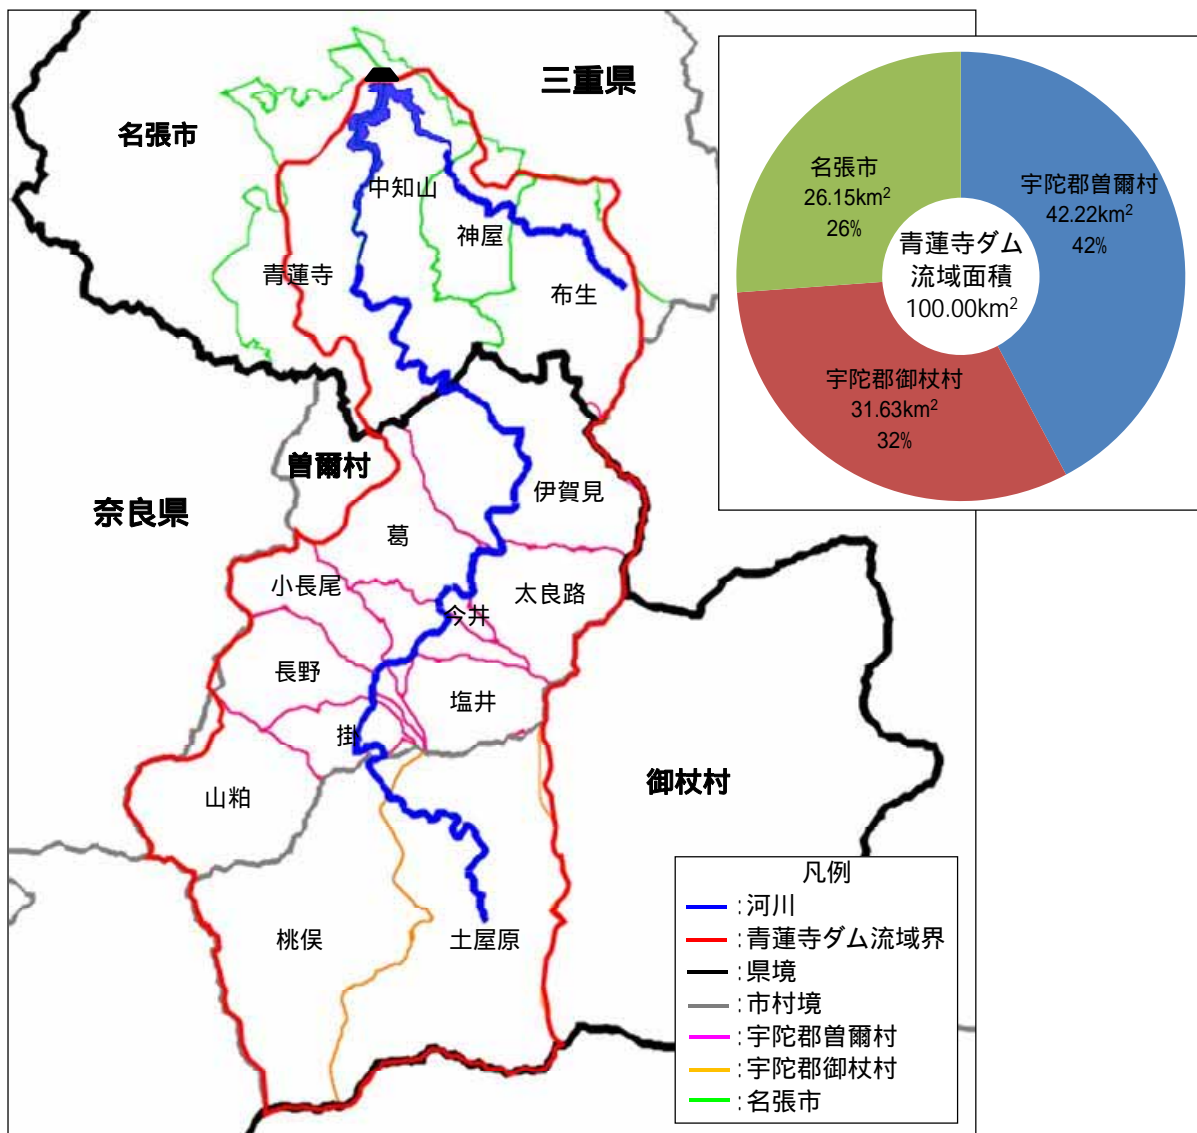 三重県
名張市
中知山
神屋
青蓮寺
布生
曽爾村
奈良県
伊賀見
葛
小長尾
太良路
今井
長野
塩井
掛
山粕
御杖村
桃俣
土屋原
名張市
26.15km²
26%
宇陀郡曽爾村
42.22km²
42%
青蓮寺ダム
流域面積
100.00km²
宇陀郡御杖村
31.63km²
32%
凡例
:河川
:青蓮寺ダム流域界
:県境
:市村境
:宇陀郡曽爾村
:宇陀郡御杖村
:名張市